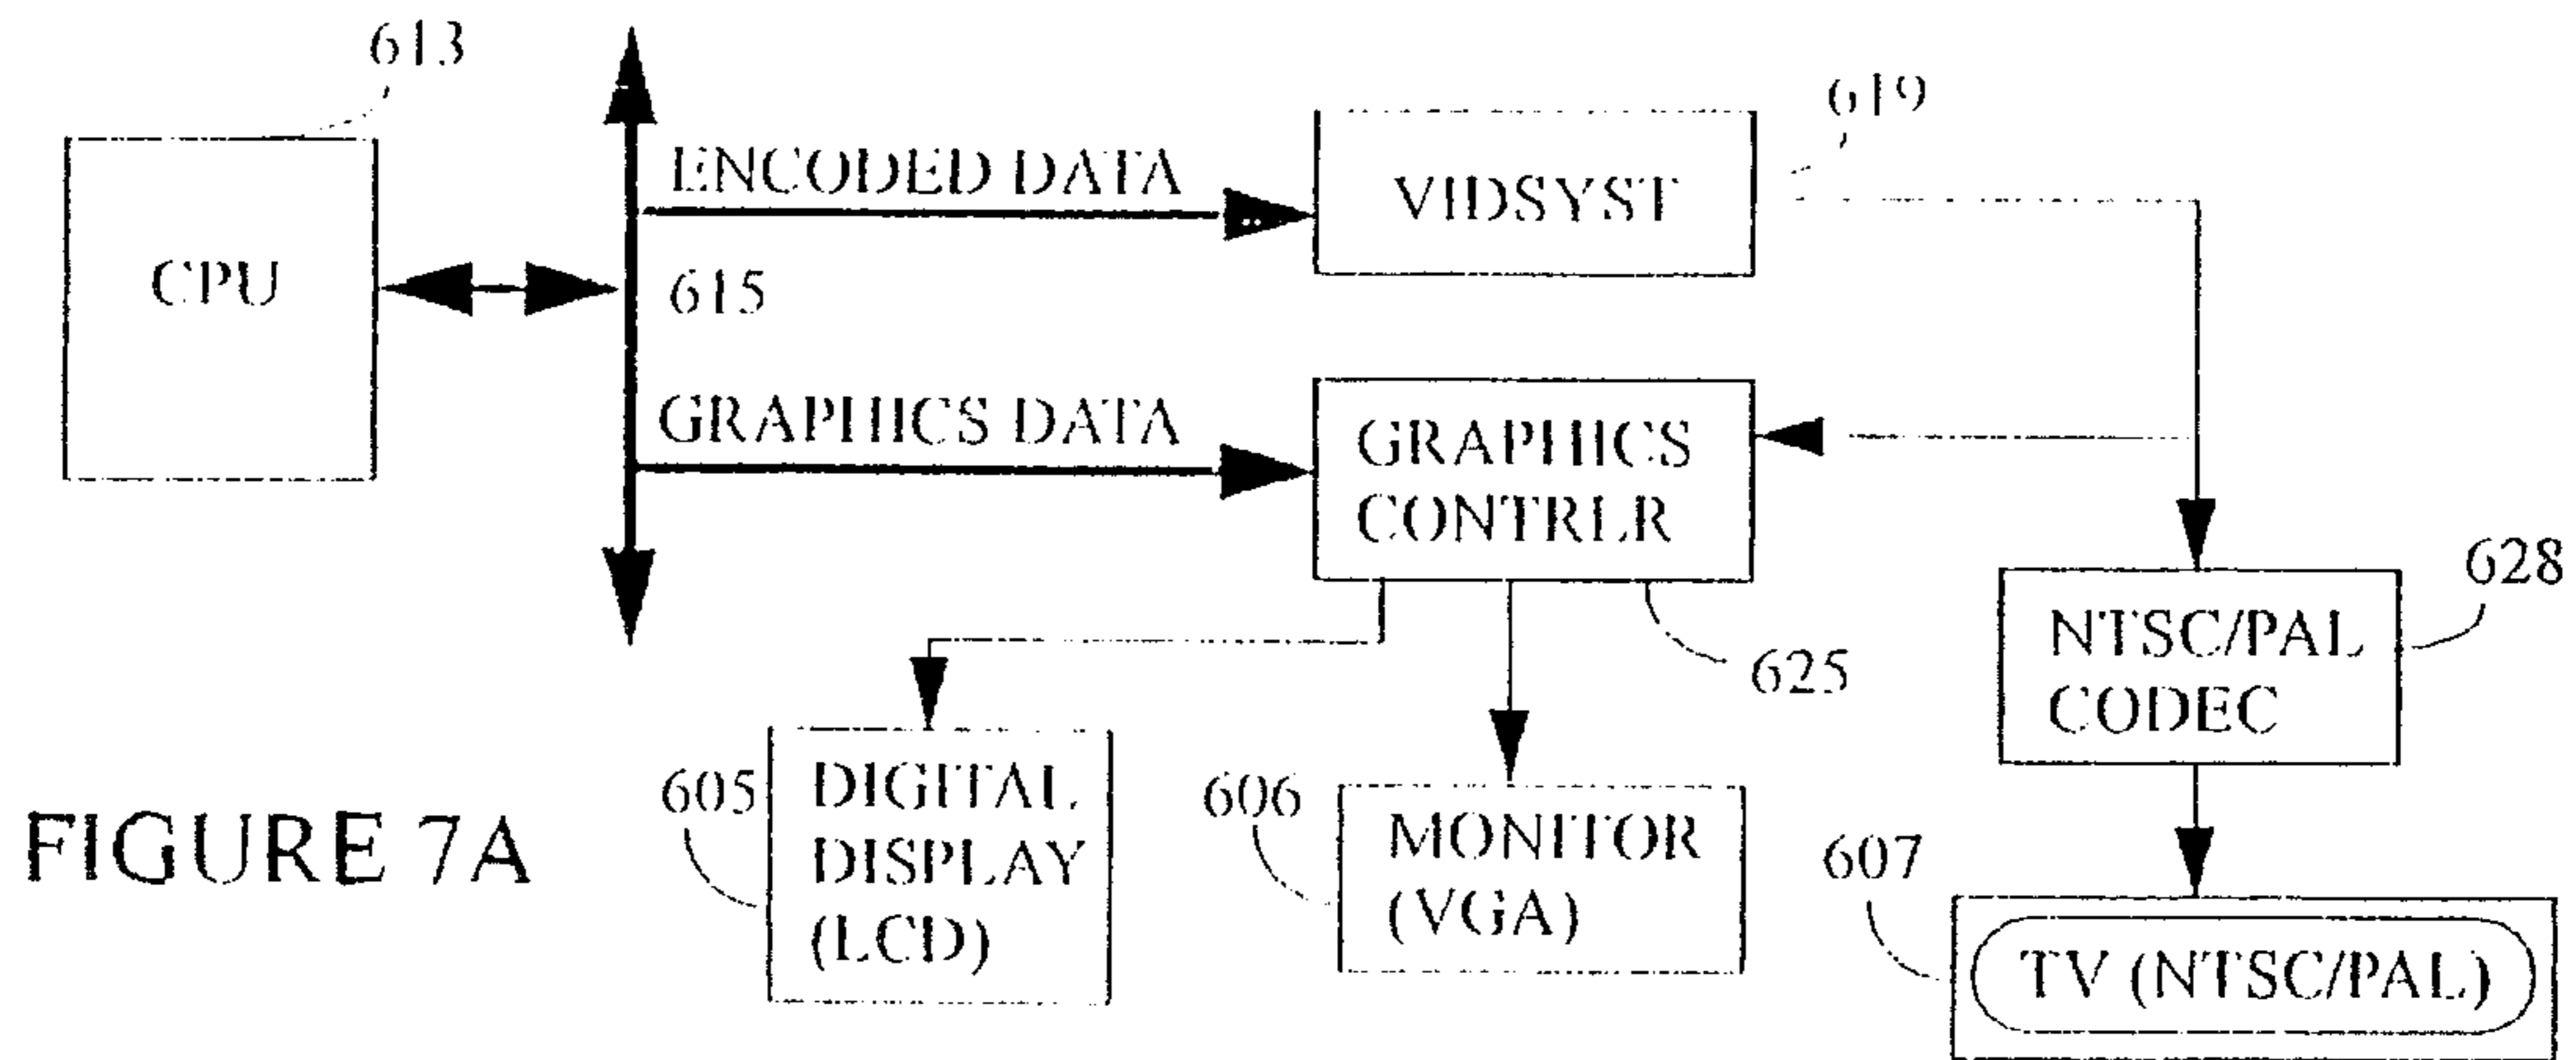 613
619
ENCODED DATA
VIDSYST
CPU
615
GRAPHICS DATA
GRAPHICS
CONTRLR
628
NTSC/PAL
CODEC
625
605
DIGITAL
DISPLAY
(LCD)
606
MONITOR
(VGA)
607
TV (NTSC/PAL)
FIGURE 7A